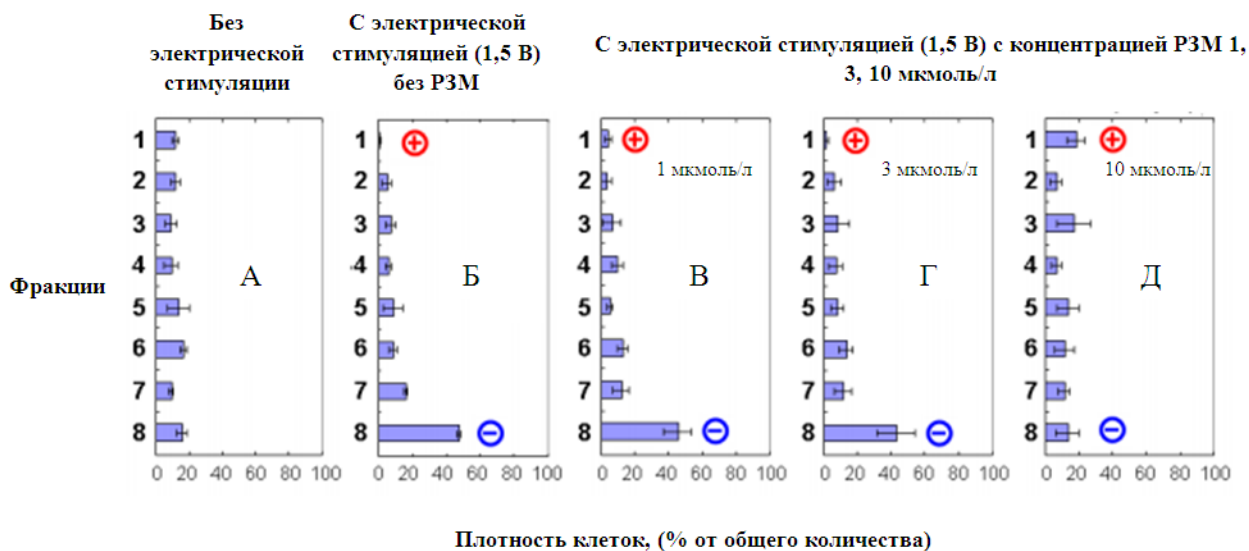 Без
электрической
стимуляции
С электрической
стимуляцией (1,5 В)
без РЗМ
С электрической стимуляцией (1,5 В) с концентрацией РЗМ 1,
3, 10 мкмоль/л
Фракции
1
2
3
4
5
6
7
8
А
0 20 40 60 80 100
1
2
3
4
5
6
7
8
+
Б
−
0 20 40 60 80 100
1
2
3
4
5
6
7
8
+
1 мкмоль/л
В
−
0 20 40 60 80 100
1
2
3
4
5
6
7
8
+
3 мкмоль/л
Г
−
0 20 40 60 80 100
1
2
3
4
5
6
7
8
+
10 мкмоль/л
Д
−
0 20 40 60 80 100
Плотность клеток, (% от общего количества)